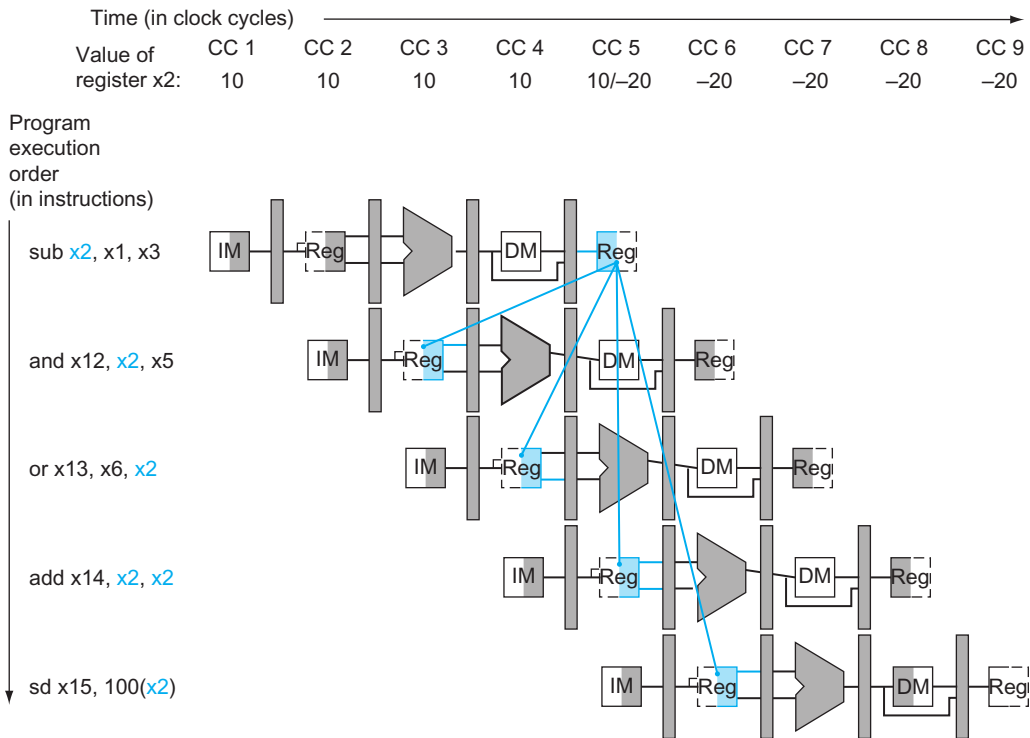 Time (in clock cycles)
Value of register x2:
CC 1 CC 2 CC 3 CC 4 CC 5 CC 6 CC 7 CC 8 CC 9
10 10 10 10 10/–20 –20 –20 –20 –20
Program
execution
order
(in instructions)
sub x2, x1, x3
IM Reg DM Reg
and x12, x2, x5
IM Reg DM Reg
or x13, x6, x2
IM Reg DM Reg
add x14, x2, x2
IM Reg DM Reg
sd x15, 100(x2)
IM Reg DM Reg